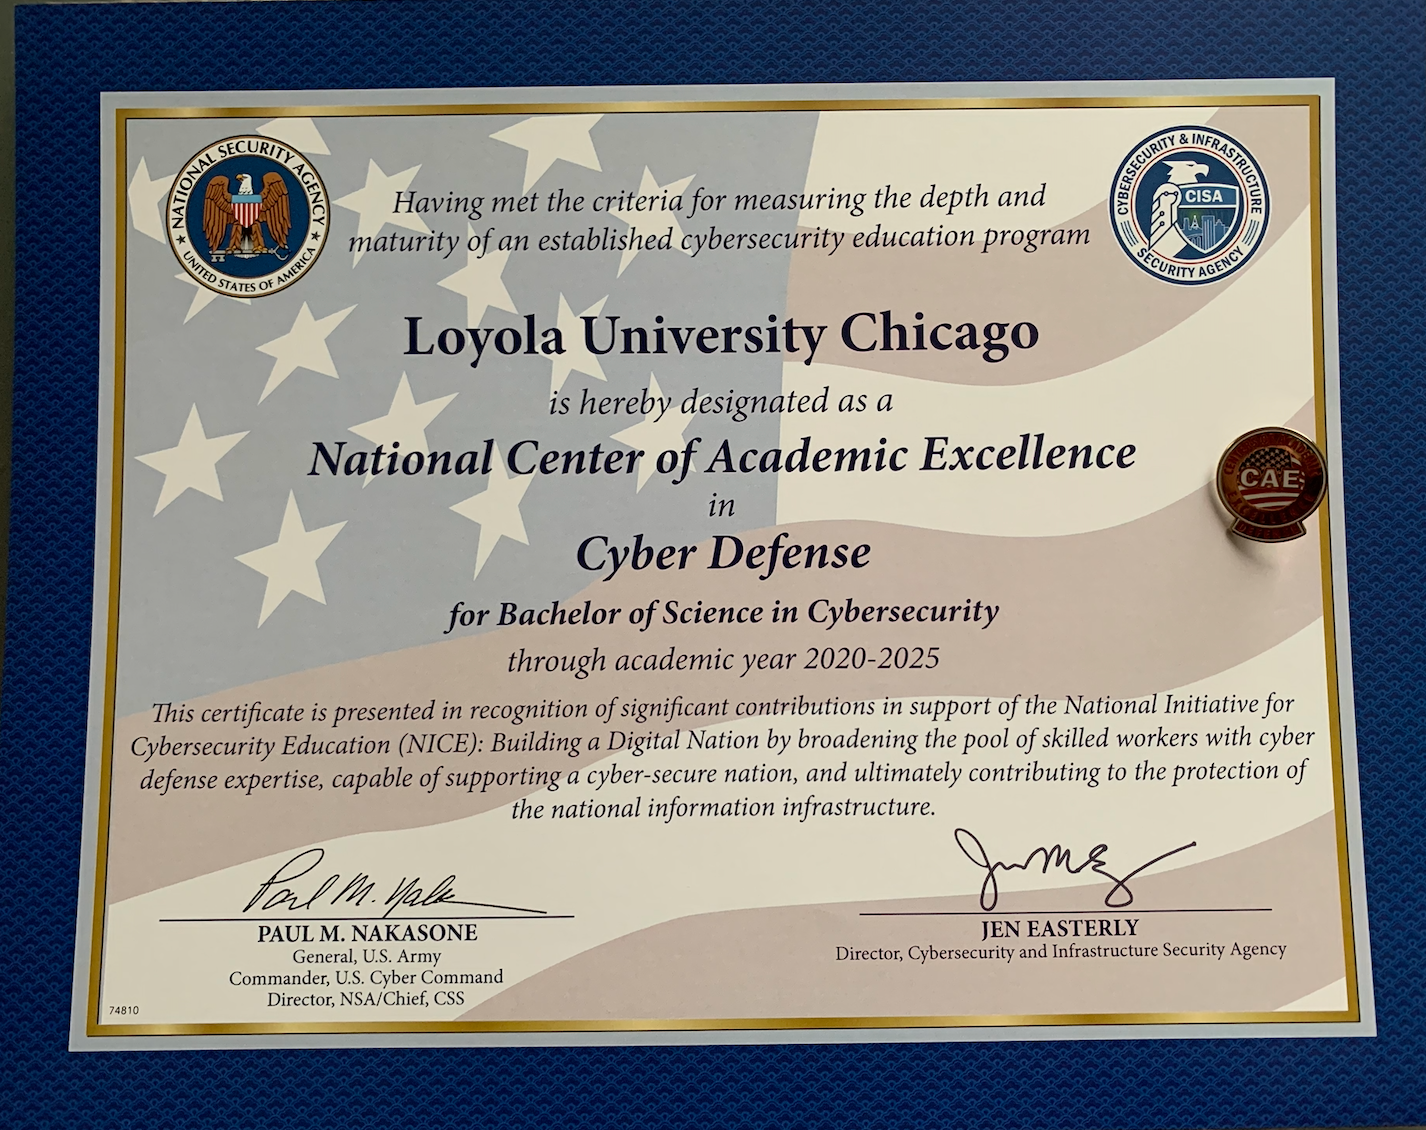 NATIONAL SECURITY AGENCY
UNITED STATES OF AMERICA
CYBERSECURITY & INFRASTRUCTURE
CISA
SECURITY AGENCY
Having met the criteria for measuring the depth and
maturity of an established cybersecurity education program
Loyola University Chicago
is hereby designated as a
National Center of Academic Excellence
in
Cyber Defense
for Bachelor of Science in Cybersecurity
through academic year 2020-2025
CAE
This certificate is presented in recognition of significant contributions in support of the National Initiative for
Cybersecurity Education (NICE): Building a Digital Nation by broadening the pool of skilled workers with cyber
defense expertise, capable of supporting a cyber-secure nation, and ultimately contributing to the protection of
the national information infrastructure.
Paul M. Nakasone
PAUL M. NAKASONE
General, U.S. Army
Commander, U.S. Cyber Command
Director, NSA/Chief, CSS
JEN EASTERLY
Director, Cybersecurity and Infrastructure Security Agency
74810